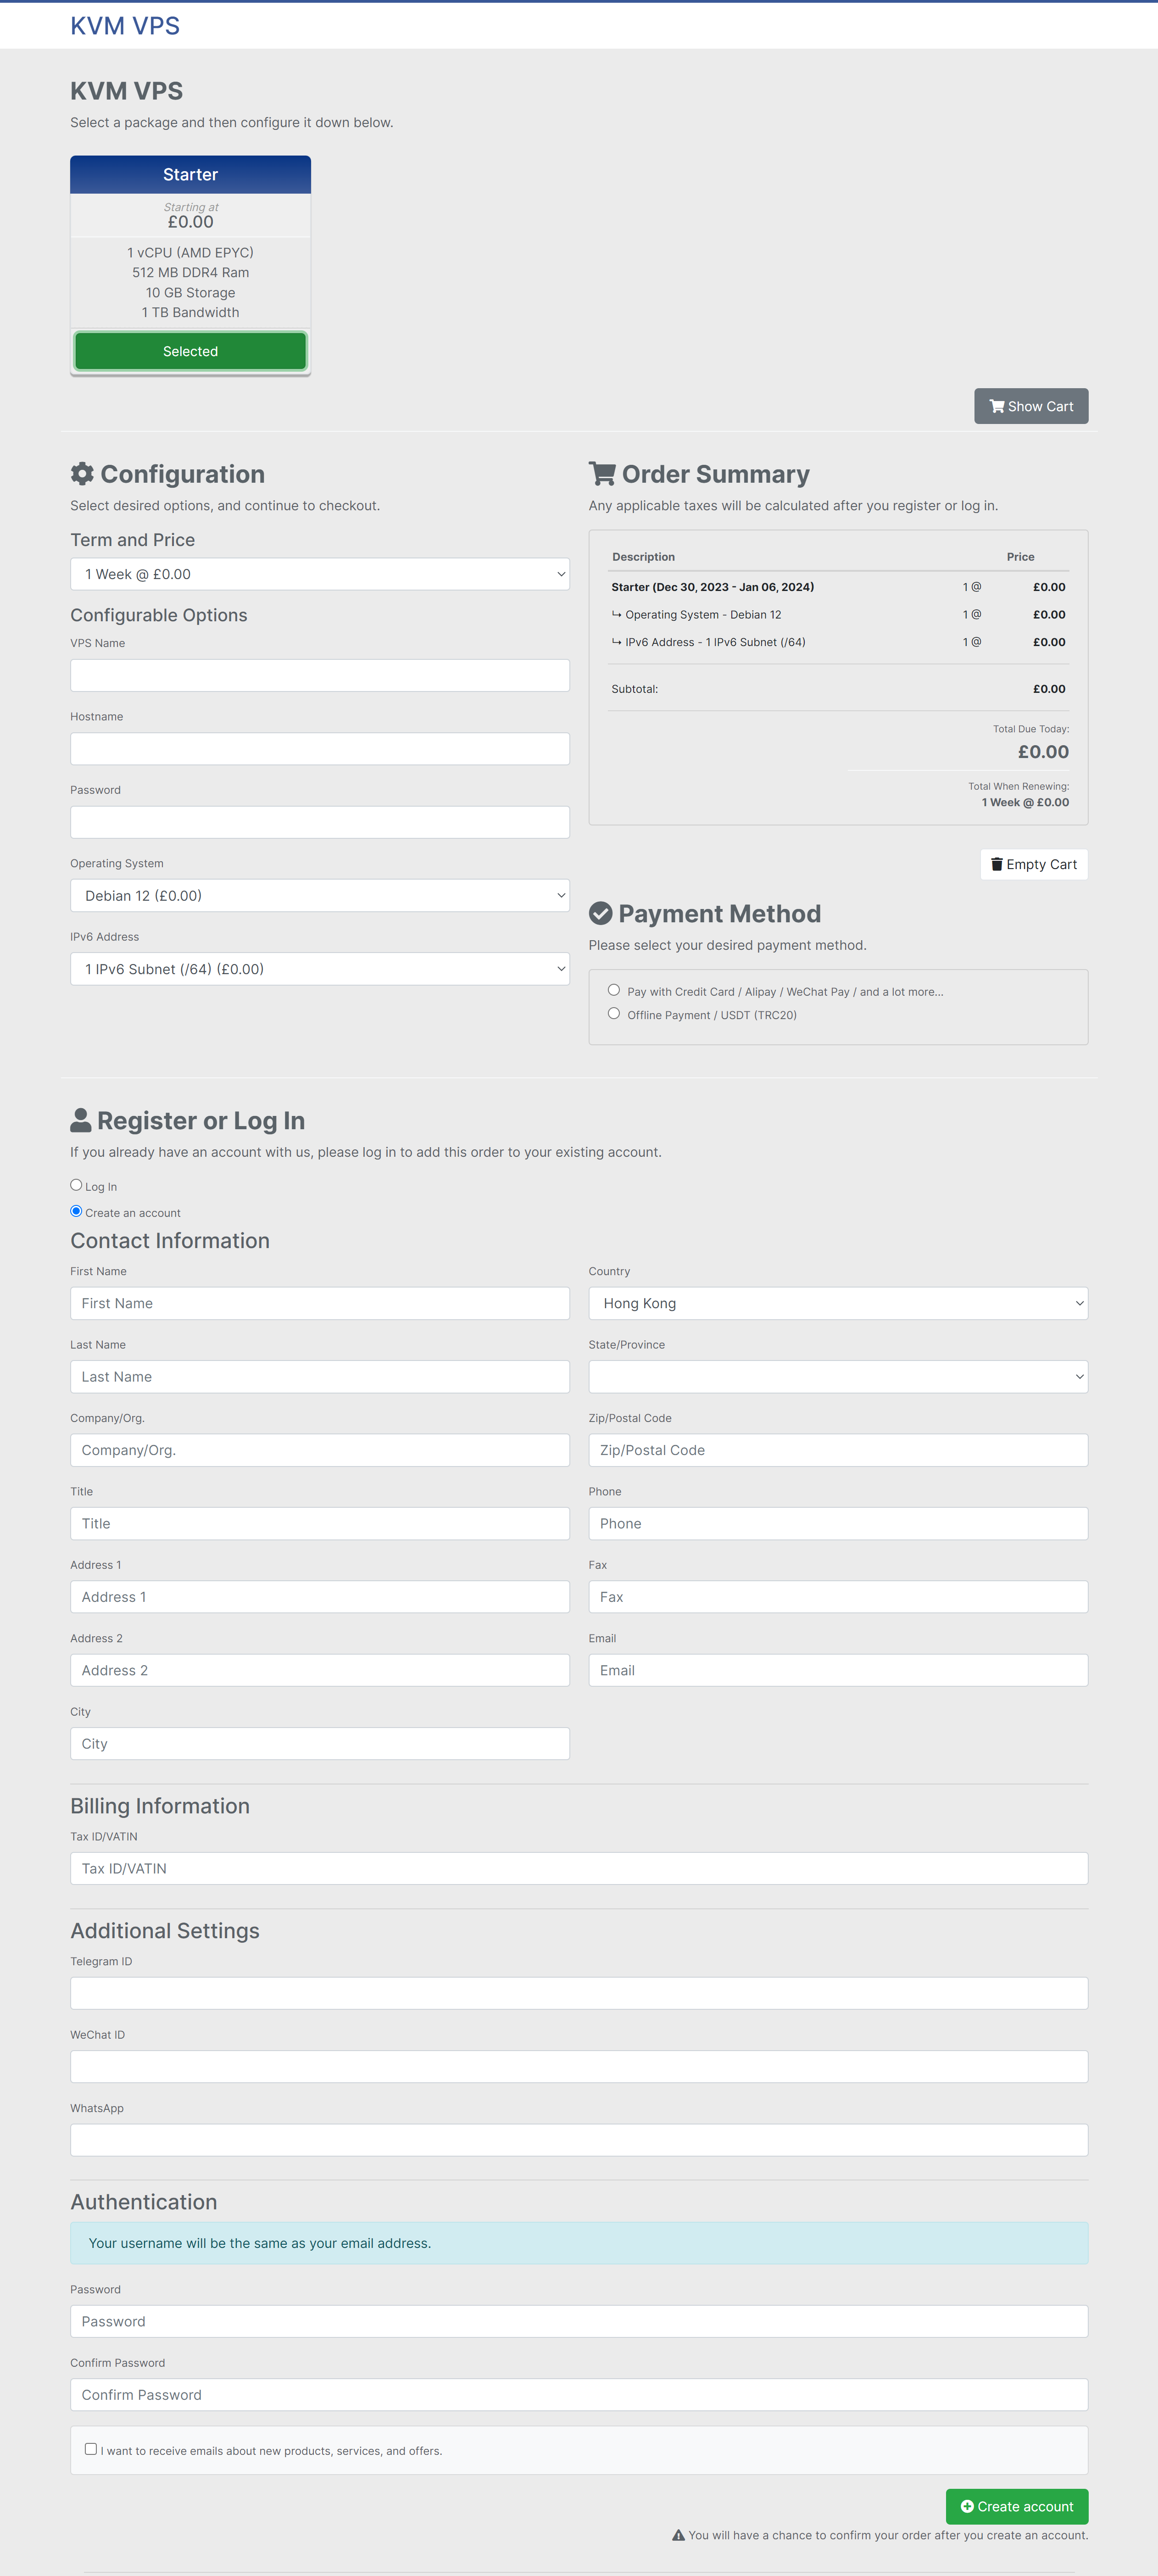 KVM VPS
KVM VPS
Select a package and then configure it down below.
Starter
Starting at
£0.00
1 vCPU (AMD EPYC)
512 MB DDR4 Ram
10 GB Storage
1 TB Bandwidth
Selected
Show Cart
Configuration
Select desired options, and continue to checkout.
Term and Price
1 Week @ £0.00
Configurable Options
VPS Name
Hostname
Password
Operating System
Debian 12 (£0.00)
IPv6 Address
1 IPv6 Subnet (/64) (£0.00)
Order Summary
Any applicable taxes will be calculated after you register or log in.
Description Price
Starter (Dec 30, 2023 - Jan 06, 2024) 1 @ £0.00
↪ Operating System - Debian 12 1 @ £0.00
↪ IPv6 Address - 1 IPv6 Subnet (/64) 1 @ £0.00
Subtotal: £0.00
Total Due Today:
£0.00
Total When Renewing:
1 Week @ £0.00
Empty Cart
Payment Method
Please select your desired payment method.
Pay with Credit Card / Alipay / WeChat Pay / and a lot more...
Offline Payment / USDT (TRC20)
Register or Log In
If you already have an account with us, please log in to add this order to your existing account.
Log In
Create an account
Contact Information
First Name
First Name
Last Name
Last Name
Company/Org.
Company/Org.
Title
Title
Address 1
Address 1
Address 2
Address 2
City
City
Country
Hong Kong
State/Province
Zip/Postal Code
Zip/Postal Code
Phone
Phone
Fax
Fax
Email
Email
Billing Information
Tax ID/VATIN
Tax ID/VATIN
Additional Settings
Telegram ID
WeChat ID
WhatsApp
Authentication
Your username will be the same as your email address.
Password
Password
Confirm Password
Confirm Password
I want to receive emails about new products, services, and offers.
Create account
You will have a chance to confirm your order after you create an account.